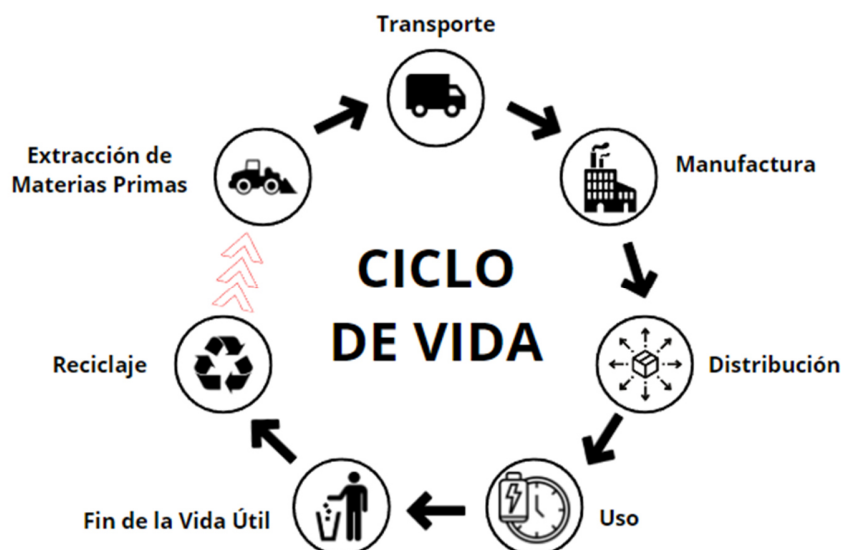 Transporte
Extracción de
Materias Primas
Manufactura
CICLO
DE VIDA
Reciclaje
Distribución
Fin de la Vida Útil
Uso